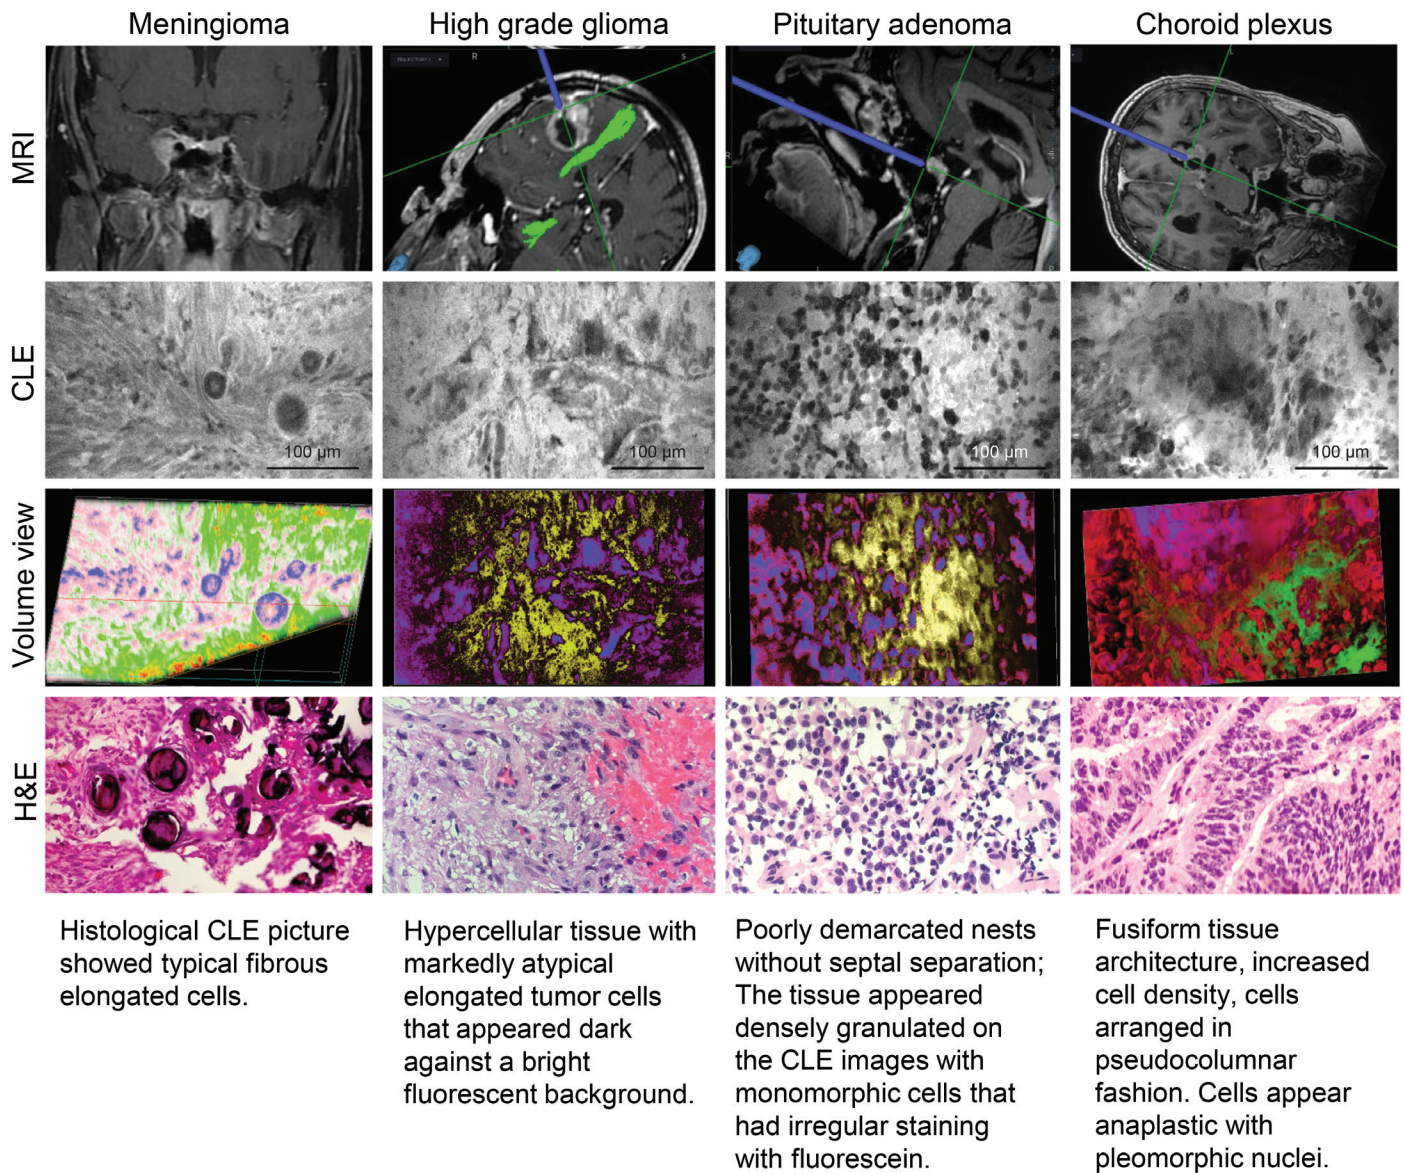 Meningioma
High grade glioma
Pituitary adenoma
Choroid plexus
MRI
R
S
R
CLE
100 µm
100 µm
100 µm
100 µm
Volume view
H&E
Histological CLE picture
showed typical fibrous
elongated cells.
Hypercellular tissue with
markedly atypical
elongated tumor cells
that appeared dark
against a bright
fluorescent background.
Poorly demarcated nests
without septal separation;
The tissue appeared
densely granulated on
the CLE images with
monomorphic cells that
had irregular staining
with fluorescein.
Fusiform tissue
architecture, increased
cell density, cells
arranged in
pseudocolumnar
fashion. Cells appear
anaplastic with
pleomorphic nuclei.